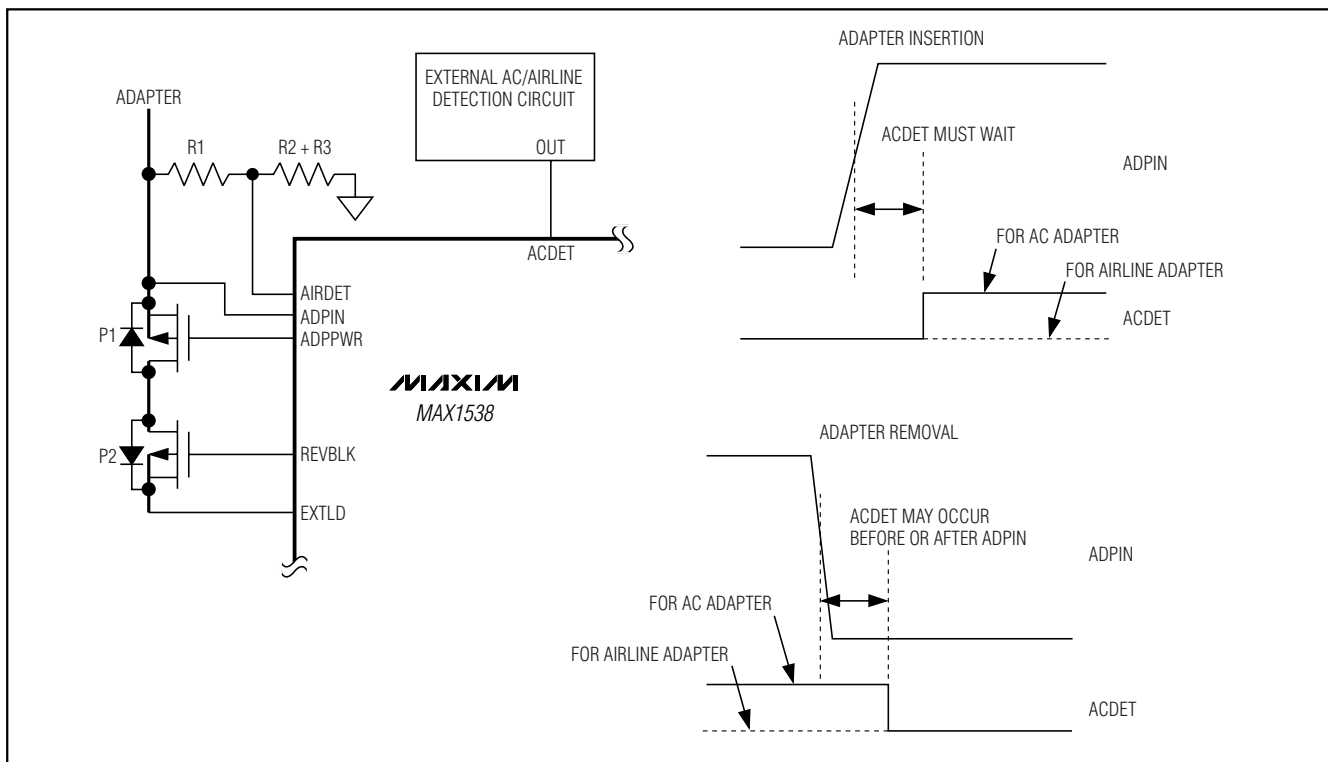 ADAPTER
R1
R2 + R3
EXTERNAL AC/AIRLINE
DETECTION CIRCUIT
OUT
ACDET
AIRDET
ADPIN
ADPPWR
P1
MAXIM
MAX1538
P2
REVBLK
EXTLD
ADAPTER INSERTION
ACDET MUST WAIT
ADPIN
FOR AC ADAPTER
FOR AIRLINE ADAPTER
ACDET
ADAPTER REMOVAL
ACDET MAY OCCUR
BEFORE OR AFTER ADPIN
ADPIN
FOR AC ADAPTER
FOR AIRLINE ADAPTER
ACDET